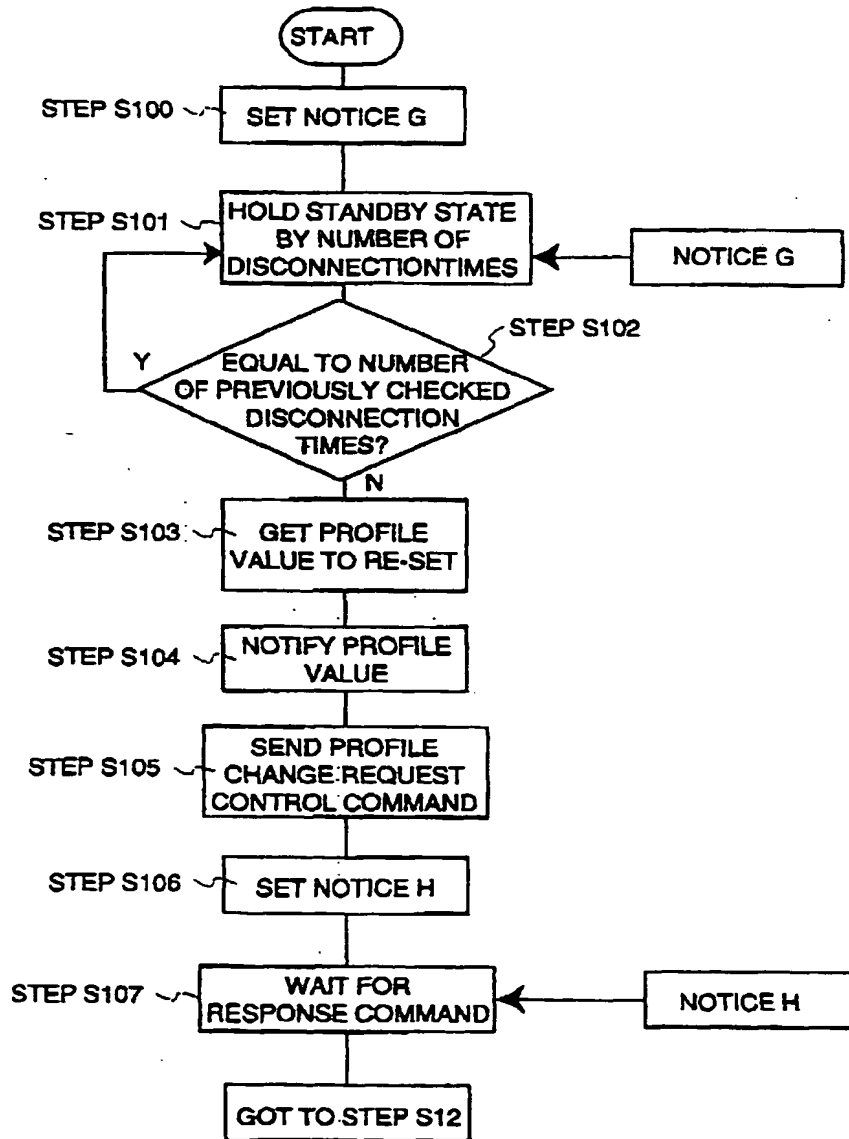 START
STEP S100
SET NOTICE G
STEP S101
HOLD STANDBY STATE
BY NUMBER OF
DISCONNECTIONTIMES
NOTICE G
STEP S102
Y
EQUAL TO NUMBER
OF PREVIOUSLY CHECKED
DISCONNECTION
TIMES?
N
STEP S103
GET PROFILE
VALUE TO RE-SET
STEP S104
NOTIFY PROFILE
VALUE
STEP S105
SEND PROFILE
CHANGE REQUEST
CONTROL COMMAND
STEP S106
SET NOTICE H
STEP S107
WAIT FOR
RESPONSE COMMAND
NOTICE H
GOT TO STEP S12